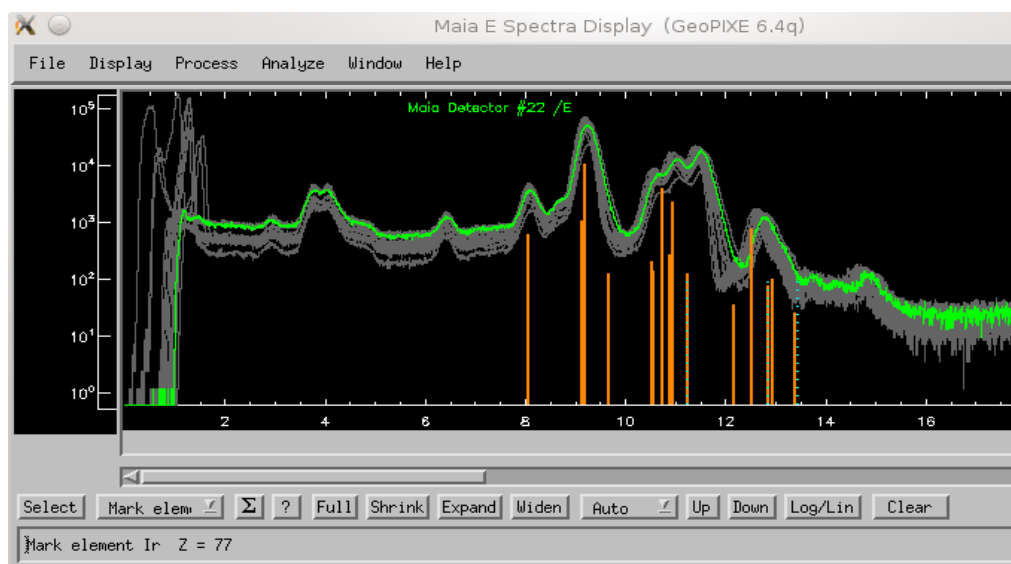 Maia E Spectra Display (GeoPIXE 6.4q)
File Display Process Analyze Window Help
Maia Detector #22 /E
10⁵
10⁴
10³
10²
10¹
10⁰
2 4 6 8 10 12 14 16
Select Mark elem Σ ? Full Shrink Expand Widen Auto Up Down Log/Lin Clear
Mark element Ir Z = 77